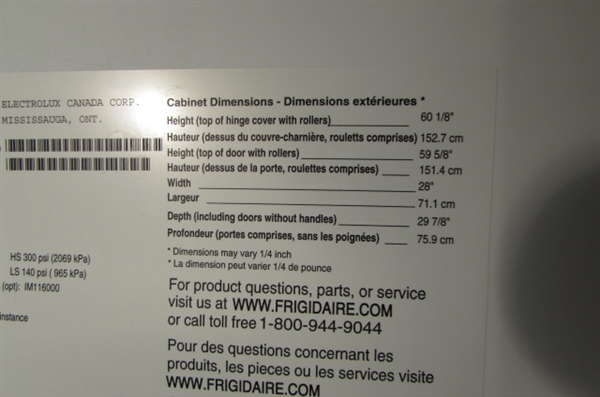 ELECTROLUX CANADA CORP.
MISSISSAUGA, ONT.
HS 300 psi (2069 kPa)
LS 140 psi ( 965 kPa)
(opt): IM116000
instance
Cabinet Dimensions - Dimensions extérieures *
Height (top of hinge cover with rollers) 60 1/8"
Hauteur (dessus du couvre-charnière, rouletts comprises) 152.7 cm
Height (top of door with rollers) 59 5/8"
Hauteur (dessus de la porte, roulettes comprises) 151.4 cm
Width 28"
Largeur 71.1 cm
Depth (including doors without handles) 29 7/8"
Profondeur (portes comprises, sans les poignées) 75.9 cm
* Dimensions may vary 1/4 inch
* La dimension peut varier 1/4 de pounce
For product questions, parts, or service
visit us at WWW.FRIGIDAIRE.COM
or call toll free 1-800-944-9044
Pour des questions concernant les
produits, les pieces ou les services visite
WWW.FRIGIDAIRE.COM